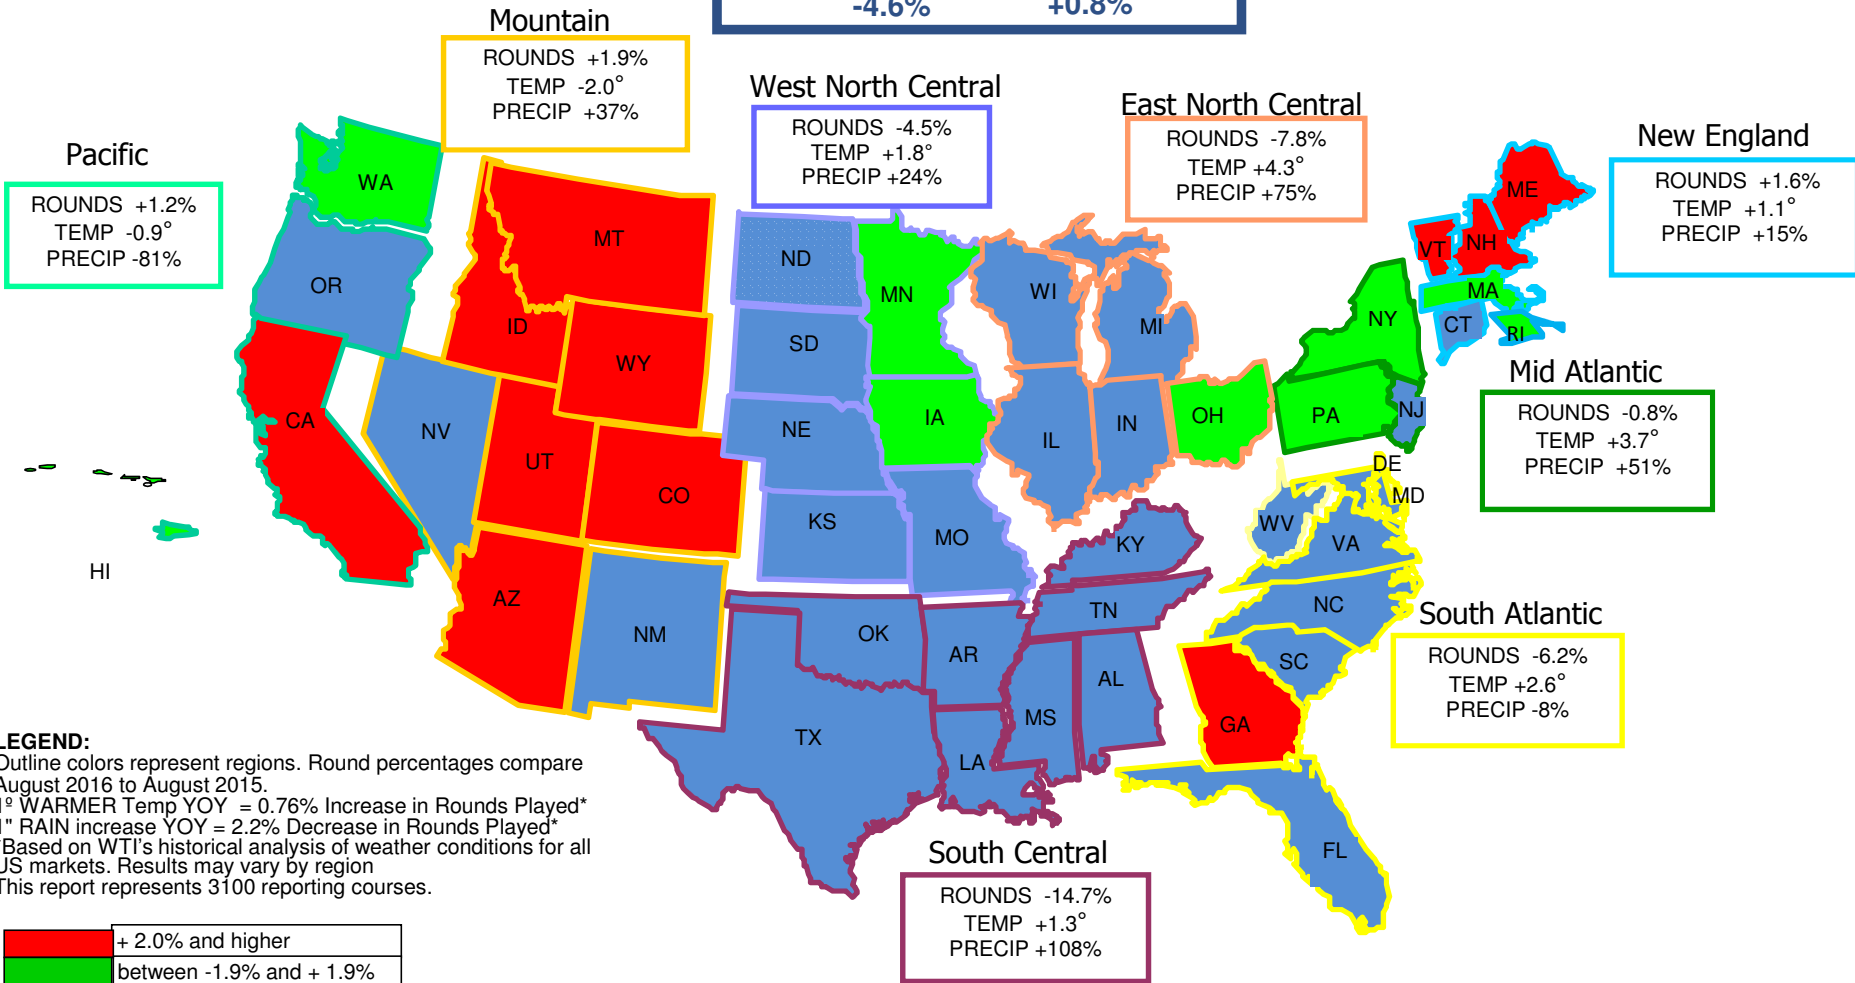 -4.6% +0.8%
Mountain
ROUNDS +1.9%
TEMP -2.0°
PRECIP +37%
West North Central
ROUNDS -4.5%
TEMP +1.8°
PRECIP +24%
East North Central
ROUNDS -7.8%
TEMP +4.3°
PRECIP +75%
New England
ROUNDS +1.6%
TEMP +1.1°
PRECIP +15%
Pacific
ROUNDS +1.2%
TEMP -0.9°
PRECIP -81%
Mid Atlantic
ROUNDS -0.8%
TEMP +3.7°
PRECIP +51%
South Atlantic
ROUNDS -6.2%
TEMP +2.6°
PRECIP -8%
South Central
ROUNDS -14.7%
TEMP +1.3°
PRECIP +108%
WA
OR
CA
HI
MT
ID
WY
NV
UT
CO
AZ
NM
ND
MN
SD
IA
NE
KS
MO
WI
MI
IL
IN
OH
ME
VT
NH
MA
CT
RI
NY
PA
NJ
DE
MD
WV
VA
NC
SC
GA
FL
KY
TN
OK
AR
AL
MS
TX
LA
LEGEND:
Outline colors represent regions. Round percentages compare
August 2016 to August 2015.
1º WARMER Temp YOY = 0.76% Increase in Rounds Played*
1" RAIN increase YOY = 2.2% Decrease in Rounds Played*
*Based on WTI's historical analysis of weather conditions for all
US markets. Results may vary by region
This report represents 3100 reporting courses.
+ 2.0% and higher
between -1.9% and + 1.9%